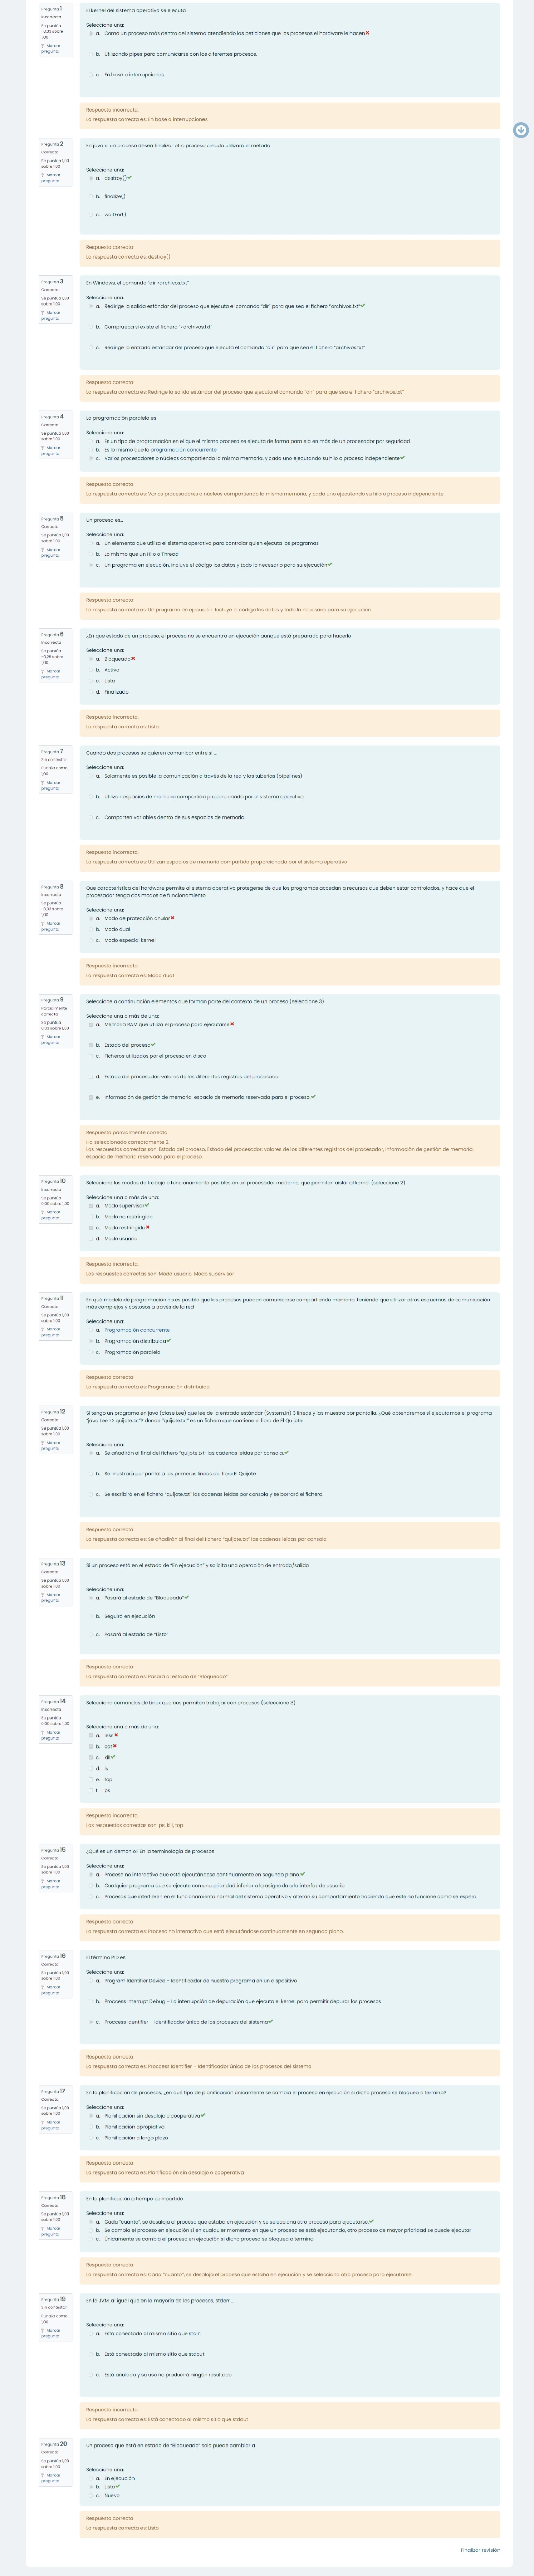 Pregunta 1
Incorrecta
Se puntúa
-0,33 sobre
1,00
Marcar
pregunta
El kernel del sistema operativo se ejecuta
Seleccione una:
a. Como un proceso más dentro del sistema atendiendo las peticiones que los procesos el hardware le hacen
b. Utilizando pipes para comunicarse con los diferentes procesos.
c. En base a interrupciones
Respuesta incorrecta.
La respuesta correcta es: En base a interrupciones
Pregunta 2
Correcta
Se puntúa 1,00
sobre 1,00
Marcar
pregunta
En java si un proceso desea finalizar otro proceso creado utilizará el método
Seleccione una:
a. destroy()
b. finalize()
c. waitFor()
Respuesta correcta
La respuesta correcta es: destroy()
Pregunta 3
Correcta
Se puntúa 1,00
sobre 1,00
Marcar
pregunta
En Windows, el comando "dir >archivos.txt"
Seleccione una:
a. Redirige la salida estándar del proceso que ejecuta el comando "dir" para que sea el fichero "archivos.txt"
b. Comprueba si existe el fichero ">archivos.txt"
c. Redirige la entrada estándar del proceso que ejecuta el comando "dir" para que sea el fichero "archivos.txt"
Respuesta correcta
La respuesta correcta es: Redirige la salida estándar del proceso que ejecuta el comando "dir" para que sea el fichero "archivos.txt"
Pregunta 4
Correcta
Se puntúa 1,00
sobre 1,00
Marcar
pregunta
La programación paralela es
Seleccione una:
a. Es un tipo de programación en el que el mismo proceso se ejecuta de forma paralela en más de un procesador por seguridad
b. Es lo mismo que la programación concurrente
c. Varios procesadores o núcleos compartiendo la misma memoria, y cada uno ejecutando su hilo o proceso independiente
Respuesta correcta
La respuesta correcta es: Varios procesadores o núcleos compartiendo la misma memoria, y cada uno ejecutando su hilo o proceso independiente
Pregunta 5
Correcta
Se puntúa 1,00
sobre 1,00
Marcar
pregunta
Un proceso es...
Seleccione una:
a. Un elemento que utiliza el sistema operativo para controlar quien ejecuta los programas
b. Lo mismo que un Hilo o Thread
c. Un programa en ejecución. Incluye el código los datos y todo lo necesario para su ejecución
Respuesta correcta
La respuesta correcta es: Un programa en ejecución. Incluye el código los datos y todo lo necesario para su ejecución
Pregunta 6
Incorrecta
Se puntúa
-0,25 sobre
1,00
Marcar
pregunta
¿En que estado de un proceso, el proceso no se encuentra en ejecución aunque está preparado para hacerlo
Seleccione una:
a. Bloqueado
b. Activo
c. Listo
d. Finalizado
Respuesta incorrecta.
La respuesta correcta es: Listo
Pregunta 7
Sin contestar
Puntúa como
1,00
Marcar
pregunta
Cuando dos procesos se quieren comunicar entre si ...
Seleccione una:
a. Solamente es posible la comunicación a través de la red y las tuberías (pipelines)
b. Utilizan espacios de memoria compartida proporcionada por el sistema operativo
c. Comparten variables dentro de sus espacios de memoria
Respuesta incorrecta.
La respuesta correcta es: Utilizan espacios de memoria compartida proporcionada por el sistema operativo
Pregunta 8
Incorrecta
Se puntúa
-0,33 sobre
1,00
Marcar
pregunta
Que característica del hardware permite al sistema operativo protegerse de que los programas accedan a recursos que deben estar controlados, y hace que el
procesador tenga dos modos de funcionamiento
Seleccione una:
a. Modo de protección anular
b. Modo dual
c. Modo especial kernel
Respuesta incorrecta.
La respuesta correcta es: Modo dual
Pregunta 9
Parcialmente
correcta
Se puntúa
0,33 sobre 1,00
Marcar
pregunta
Seleccione a continuación elementos que forman parte del contexto de un proceso (seleccione 3)
Seleccione una o más de una:
a. Memoria RAM que utiliza el proceso para ejecutarse
b. Estado del proceso
c. Ficheros utilizados por el proceso en disco
d. Estado del procesador: valores de los diferentes registros del procesador
e. Información de gestión de memoria: espacio de memoria reservada para el proceso.
Respuesta parcialmente correcta.
Ha seleccionado correctamente 2.
Las respuestas correctas son: Estado del proceso, Estado del procesador: valores de los diferentes registros del procesador, Información de gestión de memoria:
espacio de memoria reservada para el proceso.
Pregunta 10
Incorrecta
Se puntúa
0,00 sobre 1,00
Marcar
pregunta
Seleccione los modos de trabajo o funcionamiento posibles en un procesador moderno, que permiten aislar al kernel (seleccione 2)
Seleccione una o más de una:
a. Modo supervisor
b. Modo no restringido
c. Modo restringido
d. Modo usuario
Respuesta incorrecta.
Las respuestas correctas son: Modo usuario, Modo supervisor
Pregunta 11
Correcta
Se puntúa 1,00
sobre 1,00
Marcar
pregunta
En qué modelo de programación no es posible que los procesos puedan comunicarse compartiendo memoria, teniendo que utilizar otros esquemas de comunicación
más complejos y costosos a través de la red
Seleccione una:
a. Programación concurrente
b. Programación distribuida
c. Programación paralela
Respuesta correcta
La respuesta correcta es: Programación distribuida
Pregunta 12
Correcta
Se puntúa 1,00
sobre 1,00
Marcar
pregunta
Si tengo un programa en java (clase Lee) que lee de la entrada estándar (System.in) 3 líneas y las muestra por pantalla. ¿Qué obtendremos si ejecutamos el programa
"java Lee >> quijote.txt"? donde "quijote.txt" es un fichero que contiene el libro de El Quijote
Seleccione una:
a. Se añadrán al final del fichero "quijote.txt" las cadenas leídas por consola.
b. Se mostrará por pantalla las primeras líneas del libro El Quijote
c. Se escribirá en el fichero "quijote.txt" las cadenas leídas por consola y se borrará el fichero.
Respuesta correcta
La respuesta correcta es: Se añadrán al final del fichero "quijote.txt" las cadenas leídas por consola.
Pregunta 13
Correcta
Se puntúa 1,00
sobre 1,00
Marcar
pregunta
Si un proceso está en el estado de "En ejecución" y solicita una operación de entrada/salida
Seleccione una:
a. Pasará al estado de "Bloqueado"
b. Seguirá en ejecución
c. Pasará al estado de "Listo"
Respuesta correcta
La respuesta correcta es: Pasará al estado de "Bloqueado"
Pregunta 14
Incorrecta
Se puntúa
0,00 sobre 1,00
Marcar
pregunta
Selecciona comandos de Linux que nos permiten trabajar con procesos (seleccione 3)
Seleccione una o más de una:
a. less
b. cat
c. kill
d. ls
e. top
f. ps
Respuesta incorrecta.
Las respuestas correctas son: ps, kill, top
Pregunta 15
Correcta
Se puntúa 1,00
sobre 1,00
Marcar
pregunta
¿Qué es un demonio? En la terminología de procesos
Seleccione una:
a. Proceso no interactivo que está ejecutándose continuamente en segundo plano.
b. Cualquier programa que se ejecute con una prioridad inferior a la asignada a la interfaz de usuario.
c. Procesos que interfieren en el funcionamiento normal del sistema operativo y alteran su comportamiento haciendo que este no funcione como se espera.
Respuesta correcta
La respuesta correcta es: Proceso no interactivo que está ejecutándose continuamente en segundo plano.
Pregunta 16
Correcta
Se puntúa 1,00
sobre 1,00
Marcar
pregunta
El término PID es
Seleccione una:
a. Program Identifier Device - Identificador de nuestro programa en un dispositivo
b. Proccess Interrupt Debug - La interrupción de depuración que ejecuta el kernel para permitir depurar los procesos
c. Proccess Identifier - Identificador único de los procesos del sistema
Respuesta correcta
La respuesta correcta es: Proccess Identifier - Identificador único de los procesos del sistema
Pregunta 17
Correcta
Se puntúa 1,00
sobre 1,00
Marcar
pregunta
En la planificación de procesos, ¿en qué tipo de planificación únicamente se cambia el proceso en ejecución si dicho proceso se bloquea o termina?
Seleccione una:
a. Planificación sin desalojo o cooperativa
b. Planificación apropiativa
c. Planificación a largo plazo
Respuesta correcta
La respuesta correcta es: Planificación sin desalojo o cooperativa
Pregunta 18
Correcta
Se puntúa 1,00
sobre 1,00
Marcar
pregunta
En la planificación a tiempo compartido
Seleccione una:
a. Cada "cuanto", se desaloja el proceso que estaba en ejecución y se selecciona otro proceso para ejecutarse.
b. Se cambia el proceso en ejecución si en cualquier momento en que un proceso se está ejecutando, otro proceso de mayor prioridad se puede ejecutar
c. Únicamente se cambia el proceso en ejecución si dicho proceso se bloquea o termina
Respuesta correcta
La respuesta correcta es: Cada "cuanto", se desaloja el proceso que estaba en ejecución y se selecciona otro proceso para ejecutarse.
Pregunta 19
Sin contestar
Puntúa como
1,00
Marcar
pregunta
En la JVM, al igual que en la mayoría de los procesos, stderr ...
Seleccione una:
a. Está conectado al mismo sitio que stdin
b. Está conectado al mismo sitio que stdout
c. Está anulado y su uso no producirá ningún resultado
Respuesta incorrecta.
La respuesta correcta es: Está conectado al mismo sitio que stdout
Pregunta 20
Correcta
Se puntúa 1,00
sobre 1,00
Marcar
pregunta
Un proceso que está en estado de "Bloqueado" solo puede cambiar a
Seleccione una:
a. En ejecución
b. Listo
c. Nuevo
Respuesta correcta
La respuesta correcta es: Listo
Finalizar revisión